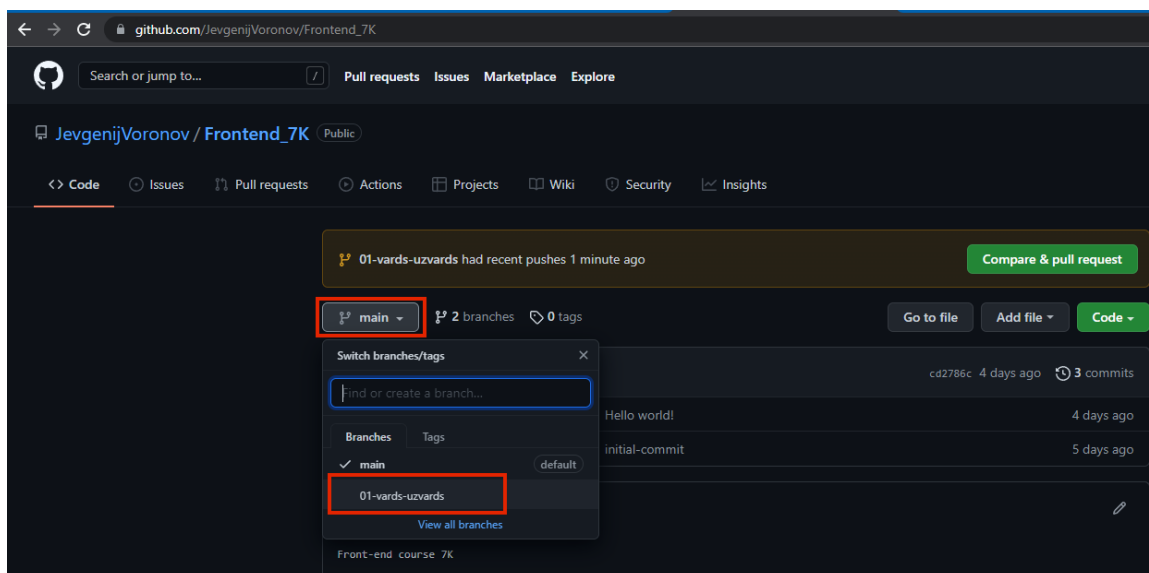 github.com/JevgenijVoronov/Frontend_7K
Search or jump to... / Pull requests Issues Marketplace Explore
JevgenijVoronov / Frontend_7K Public
<> Code Issues Pull requests Actions Projects Wiki Security Insights
01-vards-uzvards had recent pushes 1 minute ago Compare & pull request
main 2 branches 0 tags Go to file Add file Code
Switch branches/tags
cd2786c 4 days ago 3 commits
Find or create a branch...
Hello world! 4 days ago
Branches Tags
initial-commit 5 days ago
main default
01-vards-uzvards
View all branches
Front-end course 7K